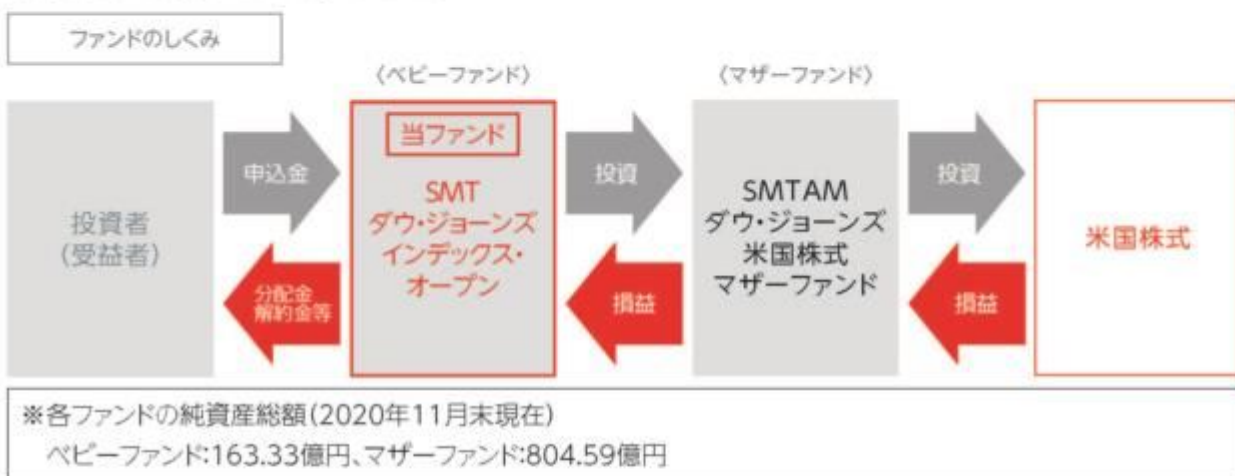 ファンドのしくみ
〈ベビーファンド〉
〈マザーファンド〉
投資者
(受益者)
申込金
分配金
解約金等
当ファンド
SMT
ダウ・ジョーンズ
インデックス・
オープン
投資
損益
SMTAM
ダウ・ジョーンズ
米国株式
マザーファンド
投資
損益
米国株式
※各ファンドの純資産総額(2020年11月末現在)
ベビーファンド:163.33億円、マザーファンド:804.59億円